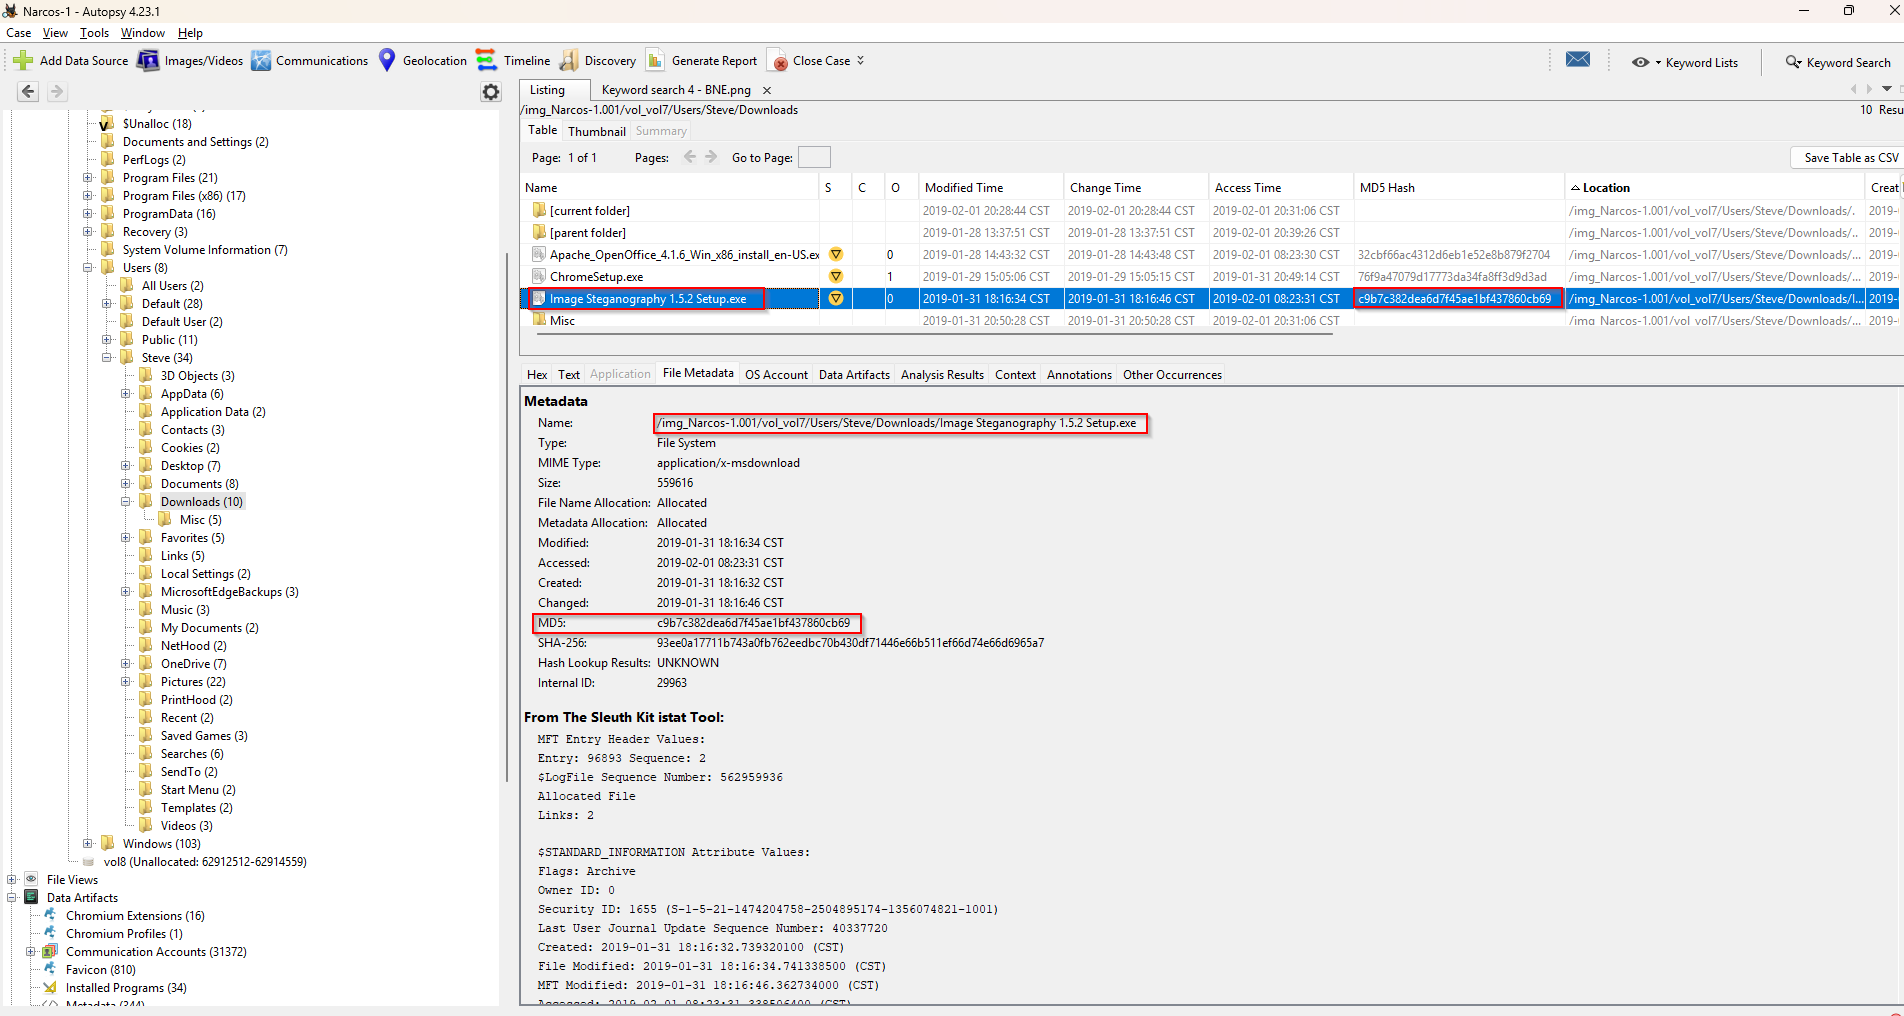 Narcos-1 - Autopsy 4.23.1
Case View Tools Window Help
Add Data Source Images/Videos Communications Geolocation Timeline Discovery Generate Report Close Case Keyword Lists Keyword Search
Listing Keyword search 4 - BNE.png
/img_Narcos-1.001/vol_vol7/Users/Steve/Downloads 10 Resu
Table Thumbnail Summary
Page: 1 of 1 Pages: Go to Page: Save Table as CSV
Name S C O Modified Time Change Time Access Time MD5 Hash Location Creat
[current folder] 2019-02-01 20:28:44 CST 2019-02-01 20:28:44 CST 2019-02-01 20:31:06 CST /img_Narcos-1.001/vol_vol7/Users/Steve/Downloads/. 2019-
[parent folder] 2019-01-28 13:37:51 CST 2019-01-28 13:37:51 CST 2019-02-01 20:39:26 CST /img_Narcos-1.001/vol_vol7/Users/Steve/Downloads/.. 2019-
Apache_OpenOffice_4.1.6_Win_x86_install_en-US.ex 0 2019-01-28 14:43:32 CST 2019-01-28 14:43:48 CST 2019-02-01 08:23:30 CST 32cbf66ac4312d6eb1e52e8b879f2704 /img_Narcos-1.001/vol_vol7/Users/Steve/Downloads/... 2019-
ChromeSetup.exe 1 2019-01-29 15:05:06 CST 2019-01-29 15:05:15 CST 2019-01-31 20:49:14 CST 76f9a47079d17773da34fa8ff3d9d3ad /img_Narcos-1.001/vol_vol7/Users/Steve/Downloads/... 2019-
Image Steganography 1.5.2 Setup.exe 0 2019-01-31 18:16:34 CST 2019-01-31 18:16:46 CST 2019-02-01 08:23:31 CST c9b7c382dea6d7f45ae1bf437860cb69 /img_Narcos-1.001/vol_vol7/Users/Steve/Downloads/I... 2019-
Misc 2019-01-31 20:50:28 CST 2019-01-31 20:50:28 CST 2019-02-01 20:31:06 CST /img_Narcos-1.001/vol_vol7/Users/Steve/Downloads/... 2019-
$Unalloc (18)
Documents and Settings (2)
PerfLogs (2)
Program Files (21)
Program Files (x86) (17)
ProgramData (16)
Recovery (3)
System Volume Information (7)
Users (8)
All Users (2)
Default (28)
Default User (2)
Public (11)
Steve (34)
3D Objects (3)
AppData (6)
Application Data (2)
Contacts (3)
Cookies (2)
Desktop (7)
Documents (8)
Downloads (10)
Misc (5)
Favorites (5)
Links (5)
Local Settings (2)
MicrosoftEdgeBackups (3)
Music (3)
My Documents (2)
NetHood (2)
OneDrive (7)
Pictures (22)
PrintHood (2)
Recent (2)
Saved Games (3)
Searches (6)
SendTo (2)
Start Menu (2)
Templates (2)
Videos (3)
Windows (103)
vol8 (Unallocated: 62912512-62914559)
File Views
Data Artifacts
Chromium Extensions (16)
Chromium Profiles (1)
Communication Accounts (31372)
Favicon (810)
Installed Programs (34)
Metadata (344)
Hex Text Application File Metadata OS Account Data Artifacts Analysis Results Context Annotations Other Occurrences
Metadata
Name: /img_Narcos-1.001/vol_vol7/Users/Steve/Downloads/Image Steganography 1.5.2 Setup.exe
Type: File System
MIME Type: application/x-msdownload
Size: 559616
File Name Allocation: Allocated
Metadata Allocation: Allocated
Modified: 2019-01-31 18:16:34 CST
Accessed: 2019-02-01 08:23:31 CST
Created: 2019-01-31 18:16:32 CST
Changed: 2019-01-31 18:16:46 CST
MD5: c9b7c382dea6d7f45ae1bf437860cb69
SHA-256: 93ee0a17711b743a0fb762eedbc70b430df71446e66b511ef66d74e66d6965a7
Hash Lookup Results: UNKNOWN
Internal ID: 29963
From The Sleuth Kit istat Tool:
MFT Entry Header Values:
Entry: 96893 Sequence: 2
$LogFile Sequence Number: 562959936
Allocated File
Links: 2
$STANDARD_INFORMATION Attribute Values:
Flags: Archive
Owner ID: 0
Security ID: 1655 (S-1-5-21-1474204758-2504895174-1356074821-1001)
Last User Journal Update Sequence Number: 40337720
Created: 2019-01-31 18:16:32.739320100 (CST)
File Modified: 2019-01-31 18:16:34.741338500 (CST)
MFT Modified: 2019-01-31 18:16:46.362734000 (CST)
Accessed: 2019-02-01 08:23:31.338506400 (CST)